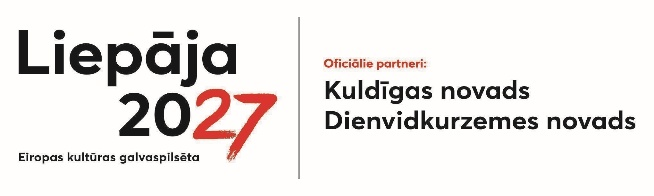 Liepāja
2027
Eiropas kultūras galvaspilsēta
Oficiālie partneri:
Kuldīgas novads
Dienvidkurzemes novads